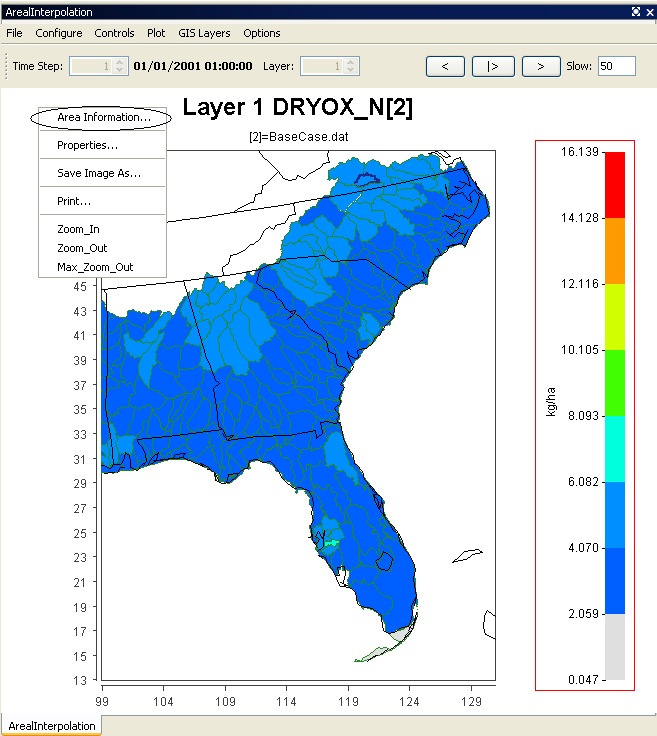 AreaInterpolation
File Configure Controls Plot GIS Layers Options
Time Step: 1 01/01/2001 01:00:00 Layer: 1 < |> > Slow: 50
Layer 1 DRYOX_N[2]
[2]=BaseCase.dat
Area Information...
Properties...
Save Image As...
Print...
Zoom_In
Zoom_Out
Max_Zoom_Out
45
43
41
39
37
35
33
31
29
27
25
23
21
19
17
15
13
99 104 109 114 119 124 129
kg/ha
16.139
14.128
12.116
10.105
8.093
6.082
4.070
2.059
0.047
AreaInterpolation